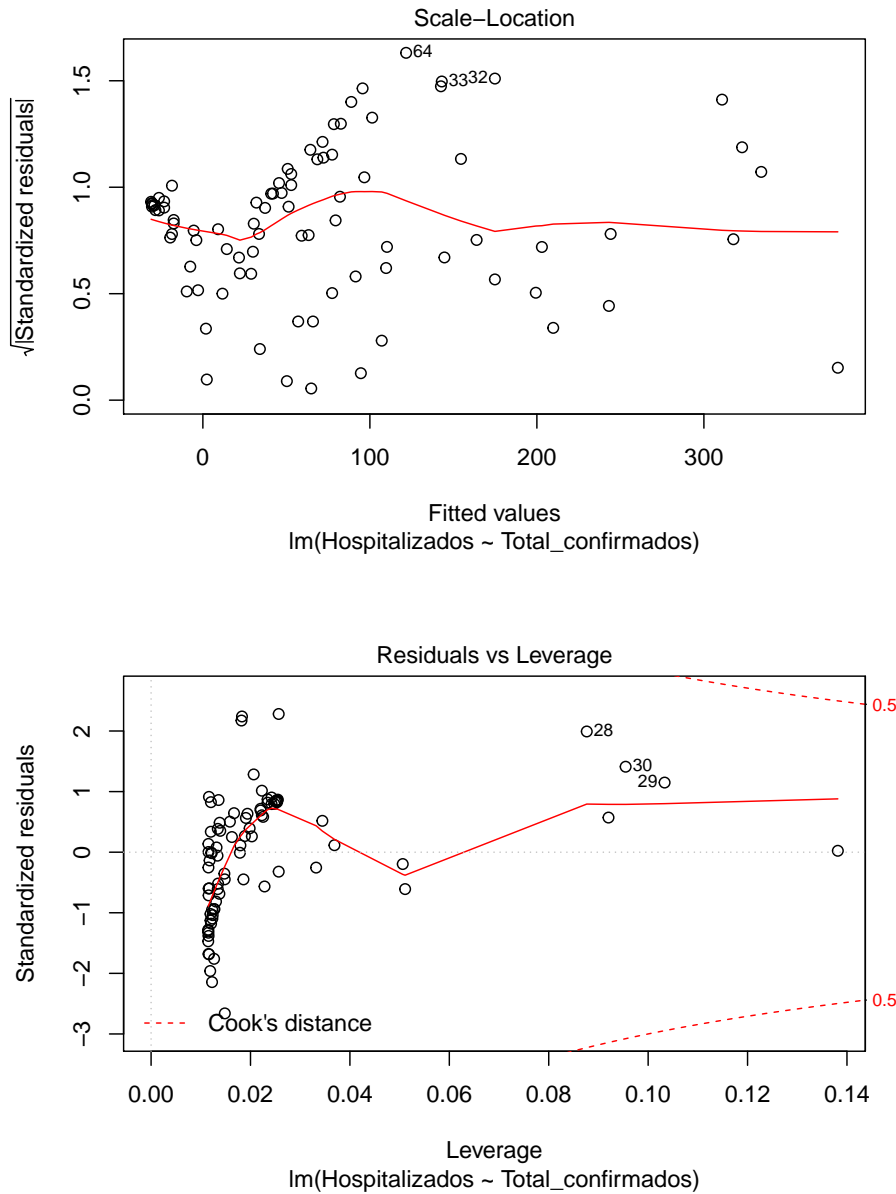 Scale−Location
√|Standardized residuals|
0.0 0.5 1.0 1.5
64
33 32
0 100 200 300
Fitted values
lm(Hospitalizados ~ Total_confirmados)
Residuals vs Leverage
Standardized residuals
−3 −2 −1 0 1 2
28
30
29
0.5
0.5
Cook's distance
0.00 0.02 0.04 0.06 0.08 0.10 0.12 0.14
Leverage
lm(Hospitalizados ~ Total_confirmados)